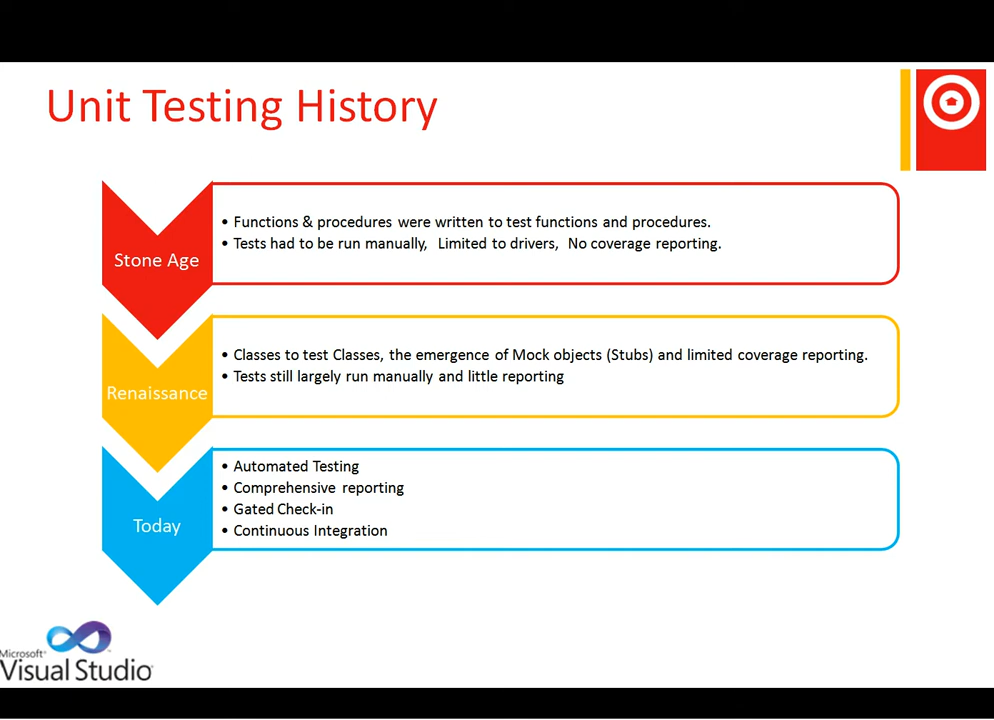 Unit Testing History
Stone Age
• Functions & procedures were written to test functions and procedures.
• Tests had to be run manually,  Limited to drivers,  No coverage reporting.
Renaissance
• Classes to test Classes, the emergence of Mock objects (Stubs) and limited coverage reporting.
• Tests still largely run manually and little reporting
Today
• Automated Testing
• Comprehensive reporting
• Gated Check-in
• Continuous Integration
Microsoft®
Visual Studio®